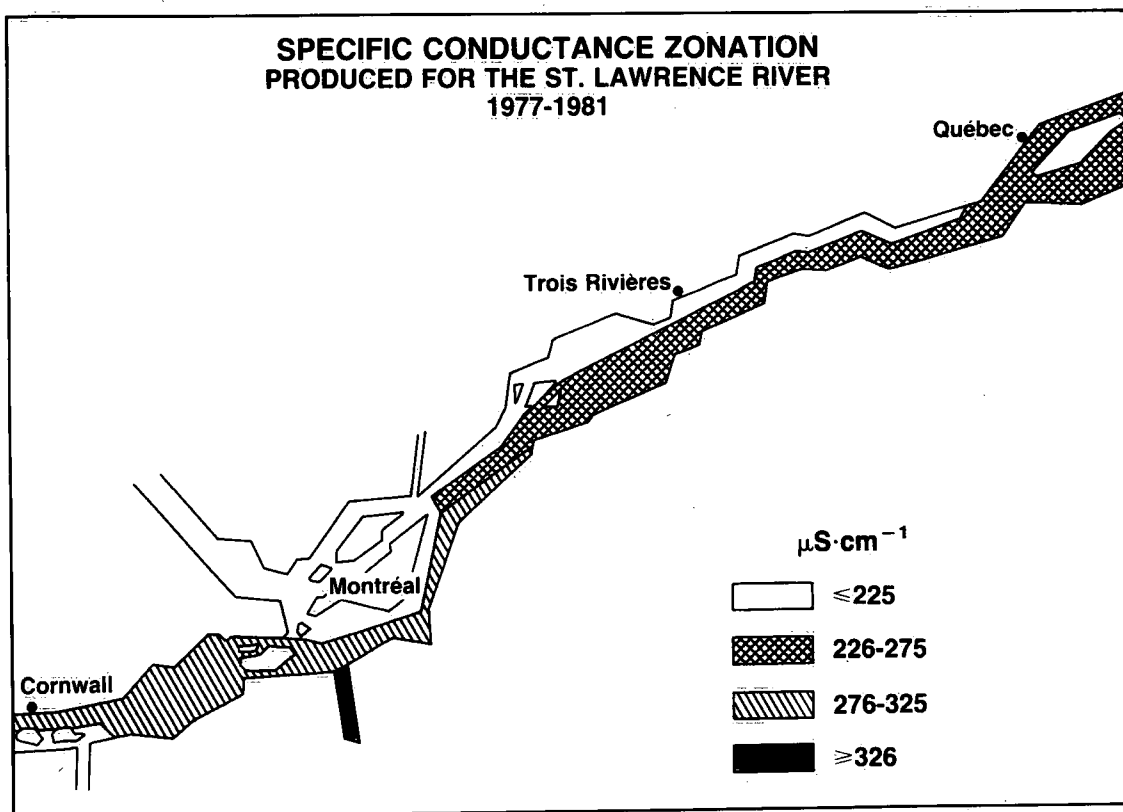 SPECIFIC CONDUCTANCE ZONATION
PRODUCED FOR THE ST. LAWRENCE RIVER
1977-1981
Québec
Trois Rivières
Montréal
Cornwall
μS·cm⁻¹
⩽225
226-275
276-325
⩾326